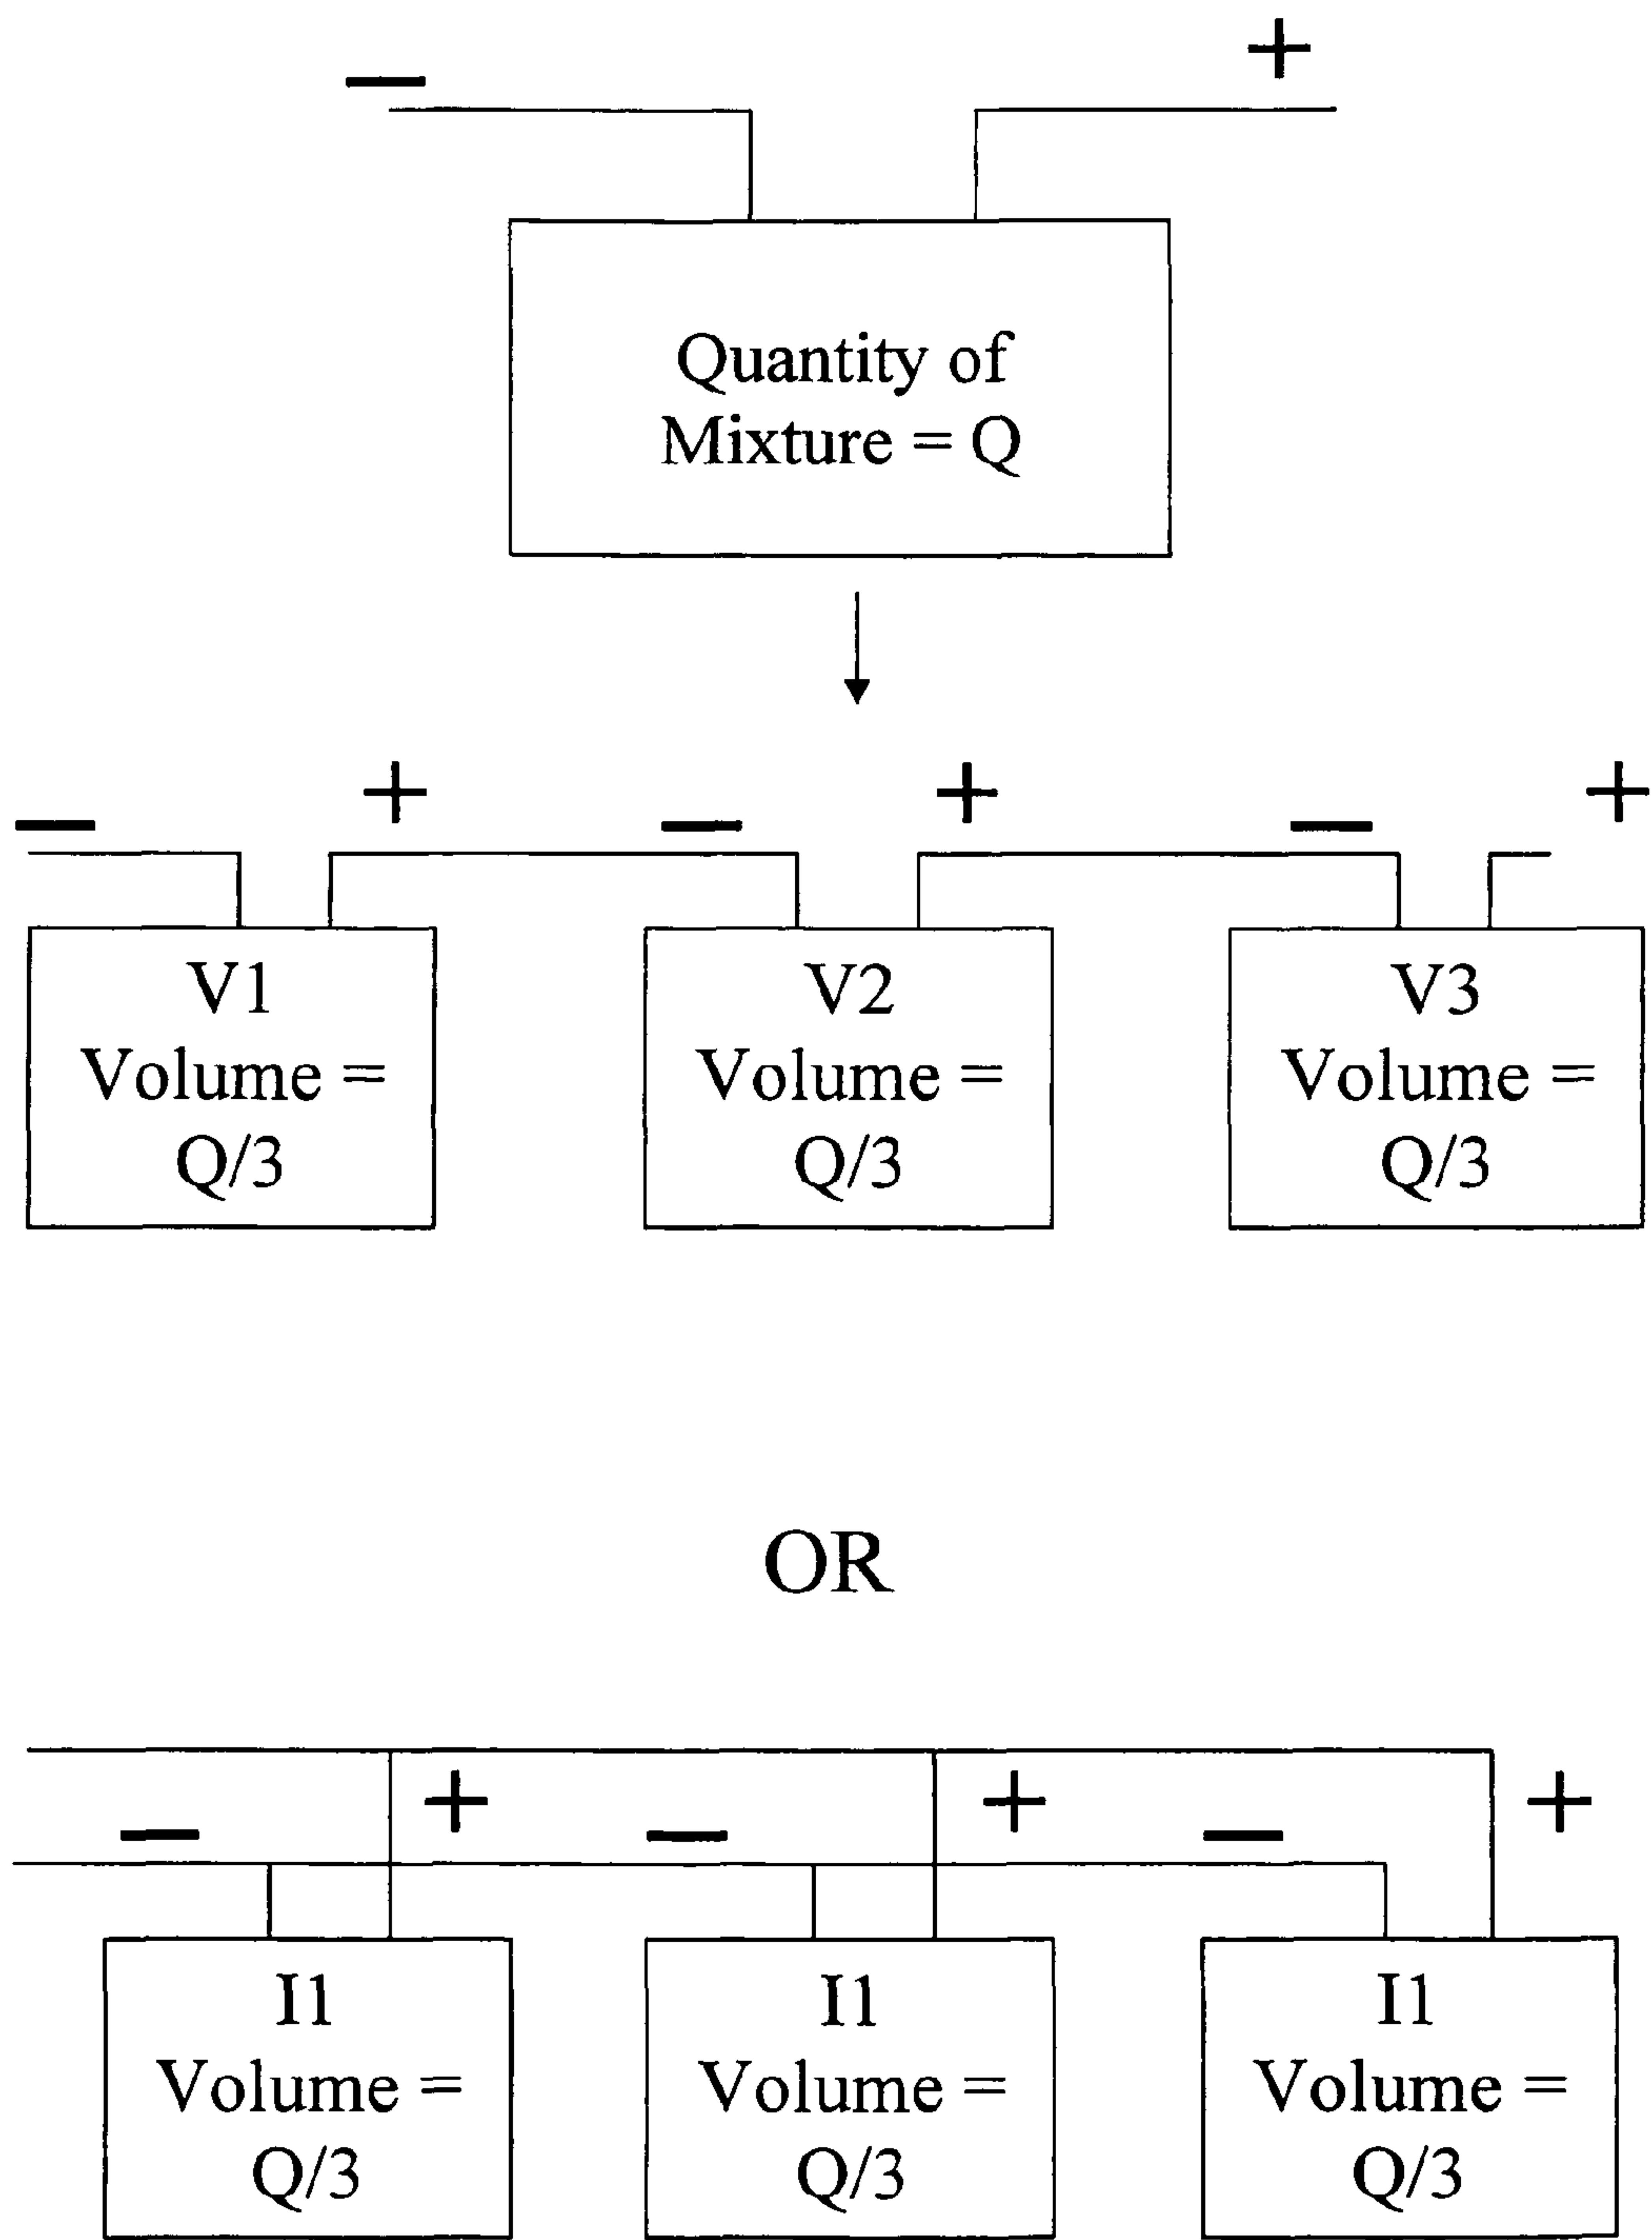 − +
Quantity of
Mixture = Q
− + − + − +
V1 V2 V3
Volume = Volume = Volume =
Q/3 Q/3 Q/3
OR
− + − + − +
I1 I1 I1
Volume = Volume = Volume =
Q/3 Q/3 Q/3